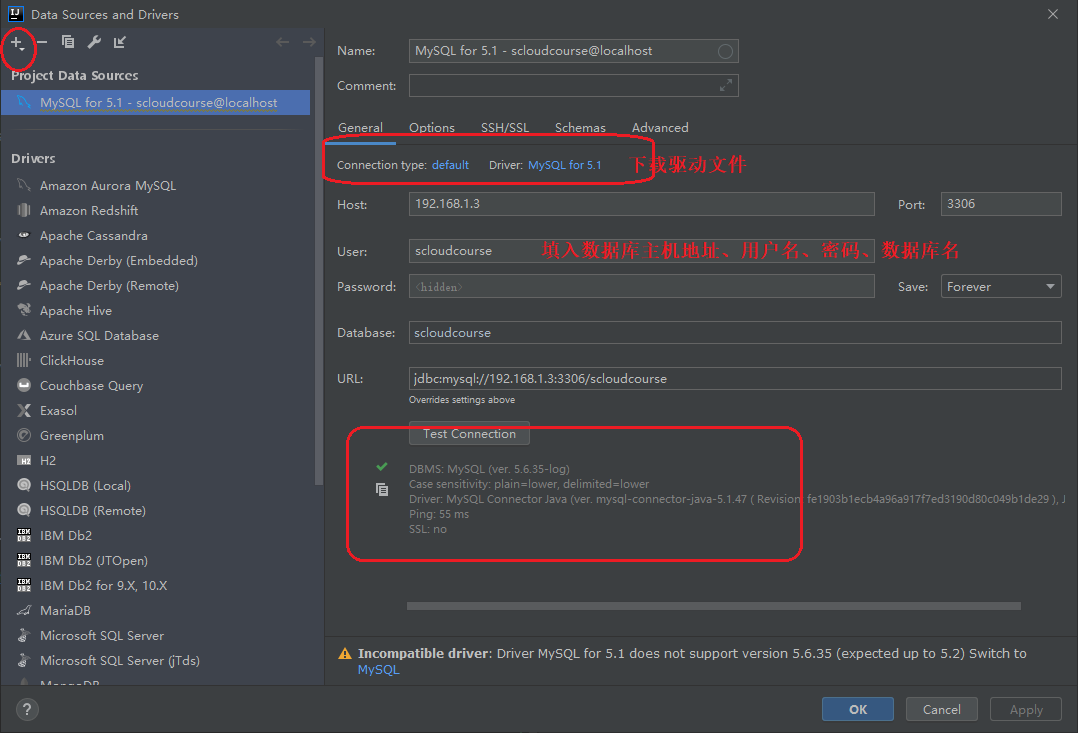 Data Sources and Drivers
Project Data Sources
MySQL for 5.1 - scloudcourse@localhost
Drivers
Amazon Aurora MySQL
Amazon Redshift
Apache Cassandra
Apache Derby (Embedded)
Apache Derby (Remote)
Apache Hive
Azure SQL Database
ClickHouse
Couchbase Query
Exasol
Greenplum
H2
HSQLDB (Local)
HSQLDB (Remote)
IBM Db2
IBM Db2 (JTOpen)
IBM Db2 for 9.X, 10.X
MariaDB
Microsoft SQL Server
Microsoft SQL Server (jTds)
MongoDB
Name: MySQL for 5.1 - scloudcourse@localhost
Comment:
General Options SSH/SSL Schemas Advanced
Connection type: default Driver: MySQL for 5.1 下载驱动文件
Host: 192.168.1.3 Port: 3306
User: scloudcourse 填入数据库主机地址、用户名、密码、数据库名
Password: <hidden> Save: Forever
Database: scloudcourse
URL: jdbc:mysql://192.168.1.3:3306/scloudcourse
Overrides settings above
Test Connection
DBMS: MySQL (ver. 5.6.35-log)
Case sensitivity: plain=lower, delimited=lower
Driver: MySQL Connector Java (ver. mysql-connector-java-5.1.47 ( Revision: fe1903b1ecb4a96a917f7ed3190d80c049b1de29 ), J
Ping: 55 ms
SSL: no
Incompatible driver: Driver MySQL for 5.1 does not support version 5.6.35 (expected up to 5.2) Switch to
MySQL
? OK Cancel Apply